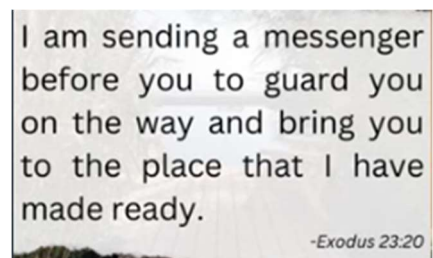 I am sending a messenger
before you to guard you
on the way and bring you
to the place that I have
made ready.
-Exodus 23:20